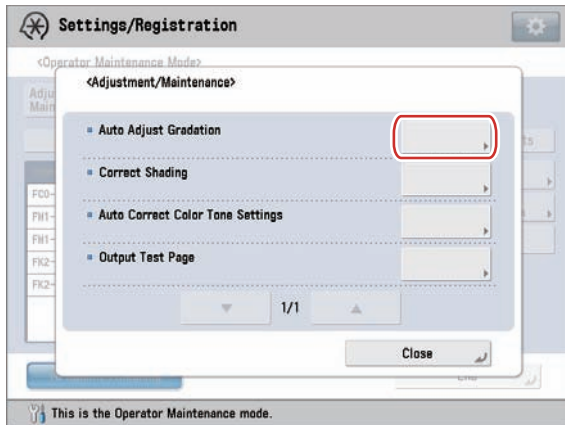 Settings/Registration
<Operator Maintenance Mode>
<Adjustment/Maintenance>
Auto Adjust Gradation
Correct Shading
Auto Correct Color Tone Settings
Output Test Page
1/1
Close
This is the Operator Maintenance mode.